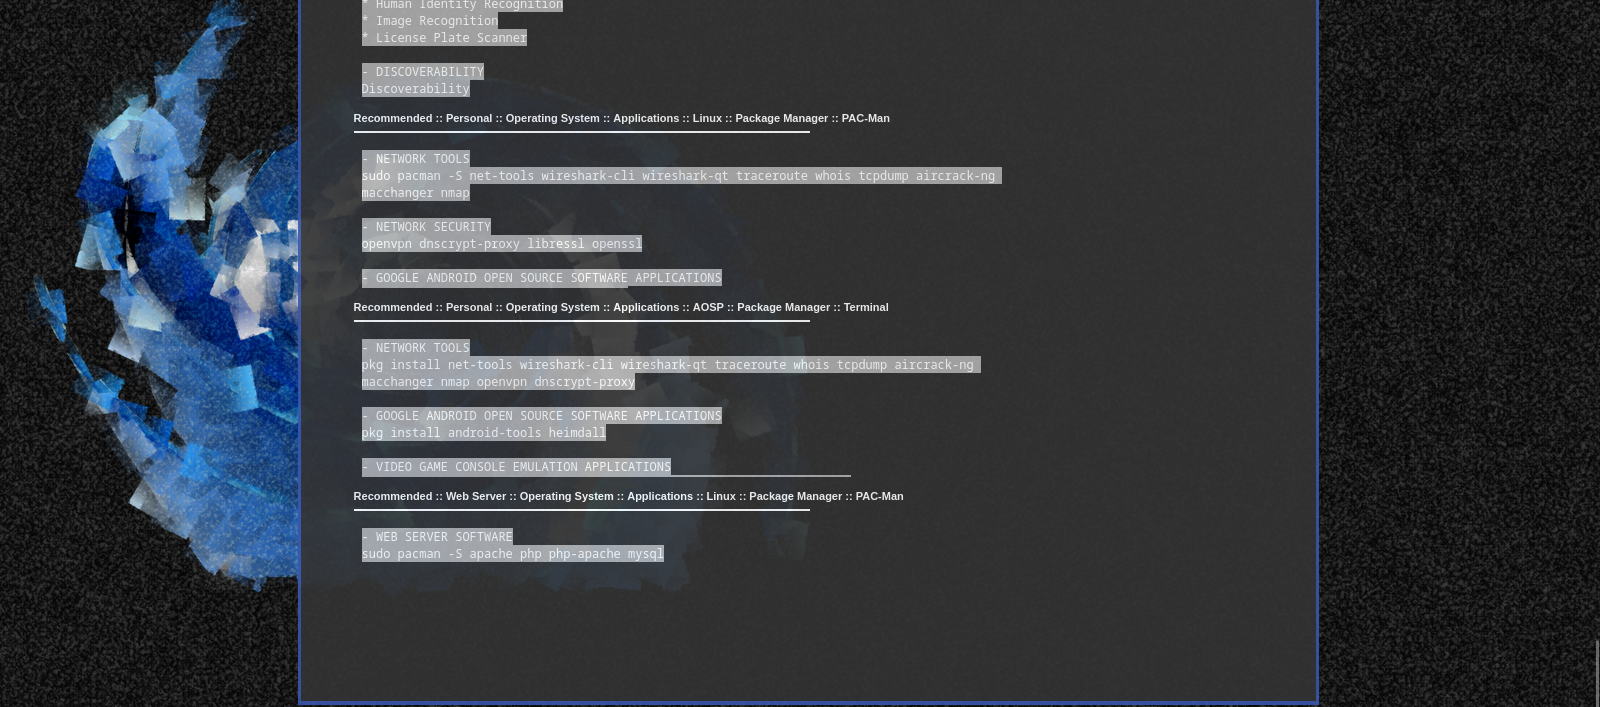 * Human Identity Recognition
* Image Recognition
* License Plate Scanner
- DISCOVERABILITY
Discoverability
Recommended :: Personal :: Operating System :: Applications :: Linux :: Package Manager :: PAC-Man
- NETWORK TOOLS
sudo pacman -S net-tools wireshark-cli wireshark-qt traceroute whois tcpdump aircrack-ng
macchanger nmap
- NETWORK SECURITY
openvpn dnscrypt-proxy libressl openssl
- GOOGLE ANDROID OPEN SOURCE SOFTWARE APPLICATIONS
Recommended :: Personal :: Operating System :: Applications :: AOSP :: Package Manager :: Terminal
- NETWORK TOOLS
pkg install net-tools wireshark-cli wireshark-qt traceroute whois tcpdump aircrack-ng
macchanger nmap openvpn dnscrypt-proxy
- GOOGLE ANDROID OPEN SOURCE SOFTWARE APPLICATIONS
pkg install android-tools heimdall
- VIDEO GAME CONSOLE EMULATION APPLICATIONS
Recommended :: Web Server :: Operating System :: Applications :: Linux :: Package Manager :: PAC-Man
- WEB SERVER SOFTWARE
sudo pacman -S apache php php-apache mysql